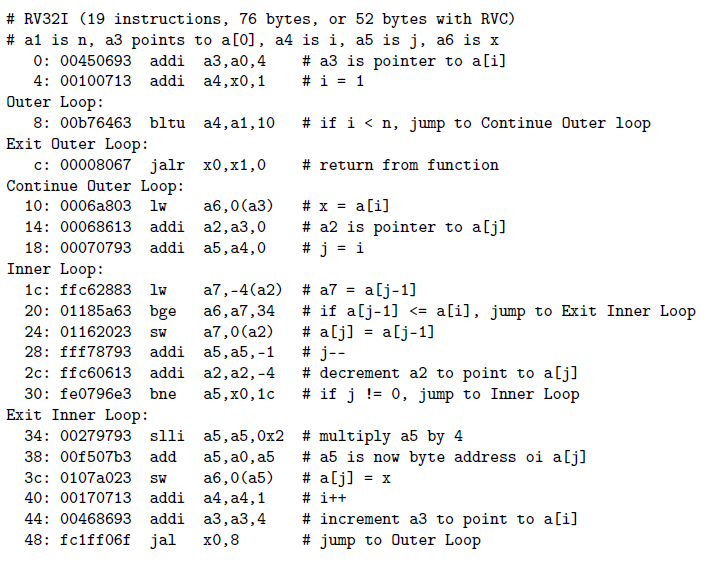 # RV32I (19 instructions, 76 bytes, or 52 bytes with RVC)
# a1 is n, a3 points to a[0], a4 is i, a5 is j, a6 is x
0: 00450693 addi a3,a0,4 # a3 is pointer to a[i]
4: 00100713 addi a4,x0,1 # i = 1
Outer Loop:
8: 00b76463 bltu a4,a1,10 # if i < n, jump to Continue Outer loop
Exit Outer Loop:
c: 00008067 jalr x0,x1,0 # return from function
Continue Outer Loop:
10: 0006a803 lw a6,0(a3) # x = a[i]
14: 00068613 addi a2,a3,0 # a2 is pointer to a[j]
18: 00070793 addi a5,a4,0 # j = i
Inner Loop:
1c: ffc62883 lw a7,-4(a2) # a7 = a[j-1]
20: 01185a63 bge a6,a7,34 # if a[j-1] <= a[i], jump to Exit Inner Loop
24: 01162023 sw a7,0(a2) # a[j] = a[j-1]
28: fff78793 addi a5,a5,-1 # j--
2c: ffc60613 addi a2,a2,-4 # decrement a2 to point to a[j]
30: fe0796e3 bne a5,x0,1c # if j != 0, jump to Inner Loop
Exit Inner Loop:
34: 00279793 slli a5,a5,0x2 # multiply a5 by 4
38: 00f507b3 add a5,a0,a5 # a5 is now byte address oi a[j]
3c: 0107a023 sw a6,0(a5) # a[j] = x
40: 00170713 addi a4,a4,1 # i++
44: 00468693 addi a3,a3,4 # increment a3 to point to a[i]
48: fc1ff06f jal x0,8 # jump to Outer Loop